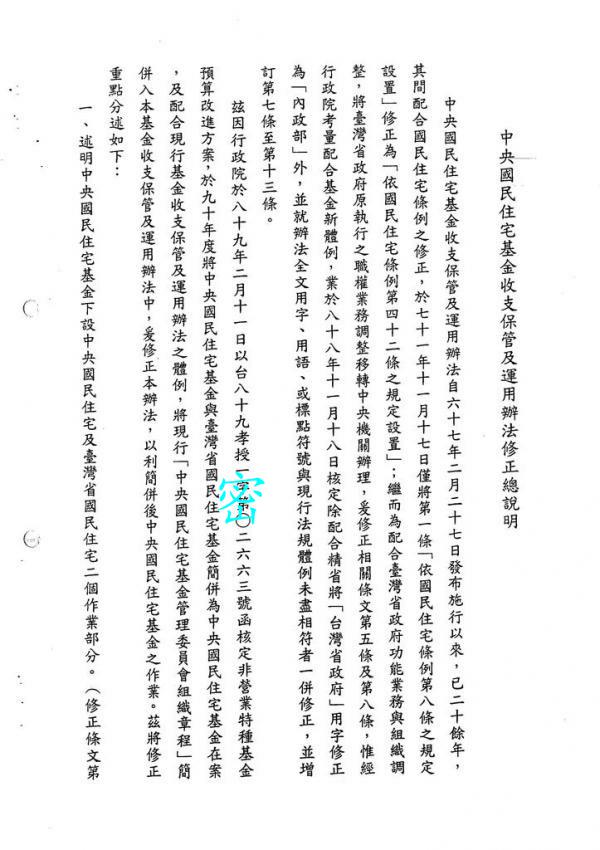 中央國民住宅基金收支保管及運用辦法修正總說明
中央國民住宅基金收支保管及運用辦法自六十七年二月二十七日發布施行以來，已二十餘年，
其間配合國民住宅條例之修正，於七十一年十一月十七日僅將第一條「依國民住宅條例第八條之規定
設置」修正為「依國民住宅條例第四十二條之規定設置」；繼而為配合臺灣省政府功能業務與組織調
整，將臺灣省政府原執行之職權業務調整移轉中央機關辦理，爰修正相關條文第五條及第八條，惟經
行政院考量配合基金新體例，業於八十八年十一月十八日核定除配合精省將「台灣省政府」用字修正
為「內政部」外，並就辦法全文用字、用語、或標點符號與現行法規體例未盡相符者一併修正，並增
訂第七條至第十三條。
茲因行政院於八十九年二月十一日以台八十九孝授一字第〇二六六三號函核定非營業特種基金
預算改進方案，於九十年度將中央國民住宅基金與臺灣省國民住宅基金簡併為中央國民住宅基金在案
，及配合現行基金收支保管及運用辦法之體例，將現行「中央國民住宅基金管理委員會組織章程」簡
併入本基金收支保管及運用辦法中，爰修正本辦法，以利簡併後中央國民住宅基金之作業。茲將修正
重點分述如下：
一、述明中央國民住宅基金下設中央國民住宅及臺灣省國民住宅二個作業部分。（修正條文第
密